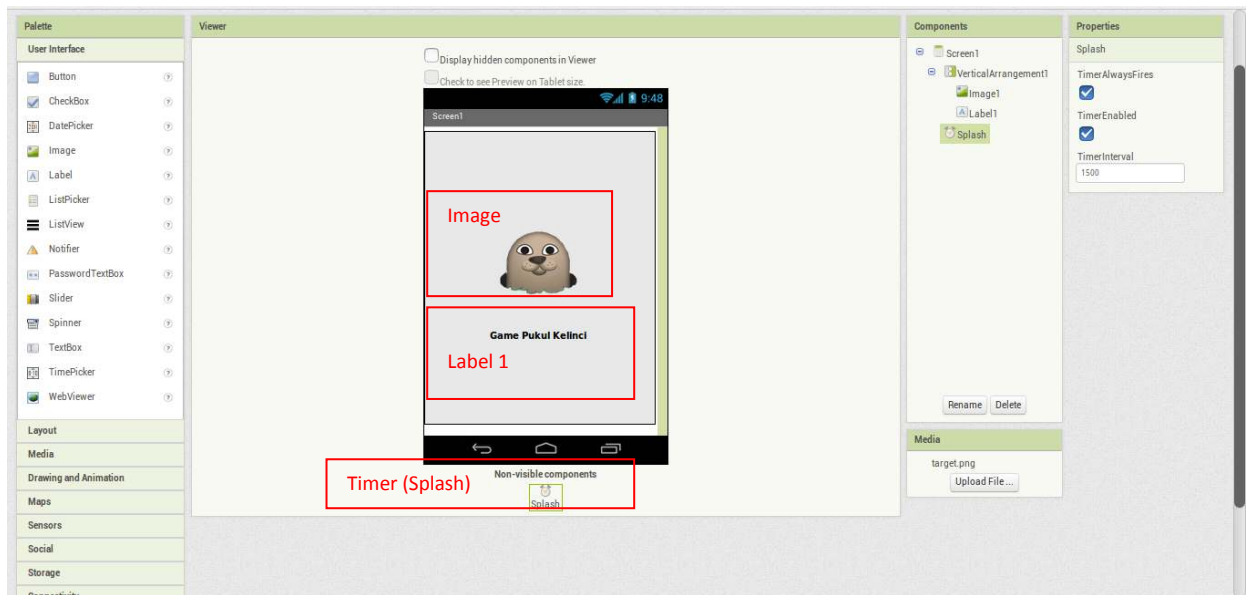 Palette
User Interface
Button
CheckBox
DatePicker
Image
Label
ListPicker
ListView
Notifier
PasswordTextBox
Slider
Spinner
TextBox
TimePicker
WebViewer
Layout
Media
Drawing and Animation
Maps
Sensors
Social
Storage
Connectivity
Viewer
Display hidden components in Viewer
Check to see Preview on Tablet size.
9:48
Screen1
Image
Game Pukul Kelinci
Label 1
Timer (Splash)
Non-visible components
Splash
Components
Screen1
VerticalArrangement1
Image1
Label1
Splash
Rename Delete
Media
target.png
Upload File ...
Properties
Splash
TimerAlwaysFires
TimerEnabled
TimerInterval
1500